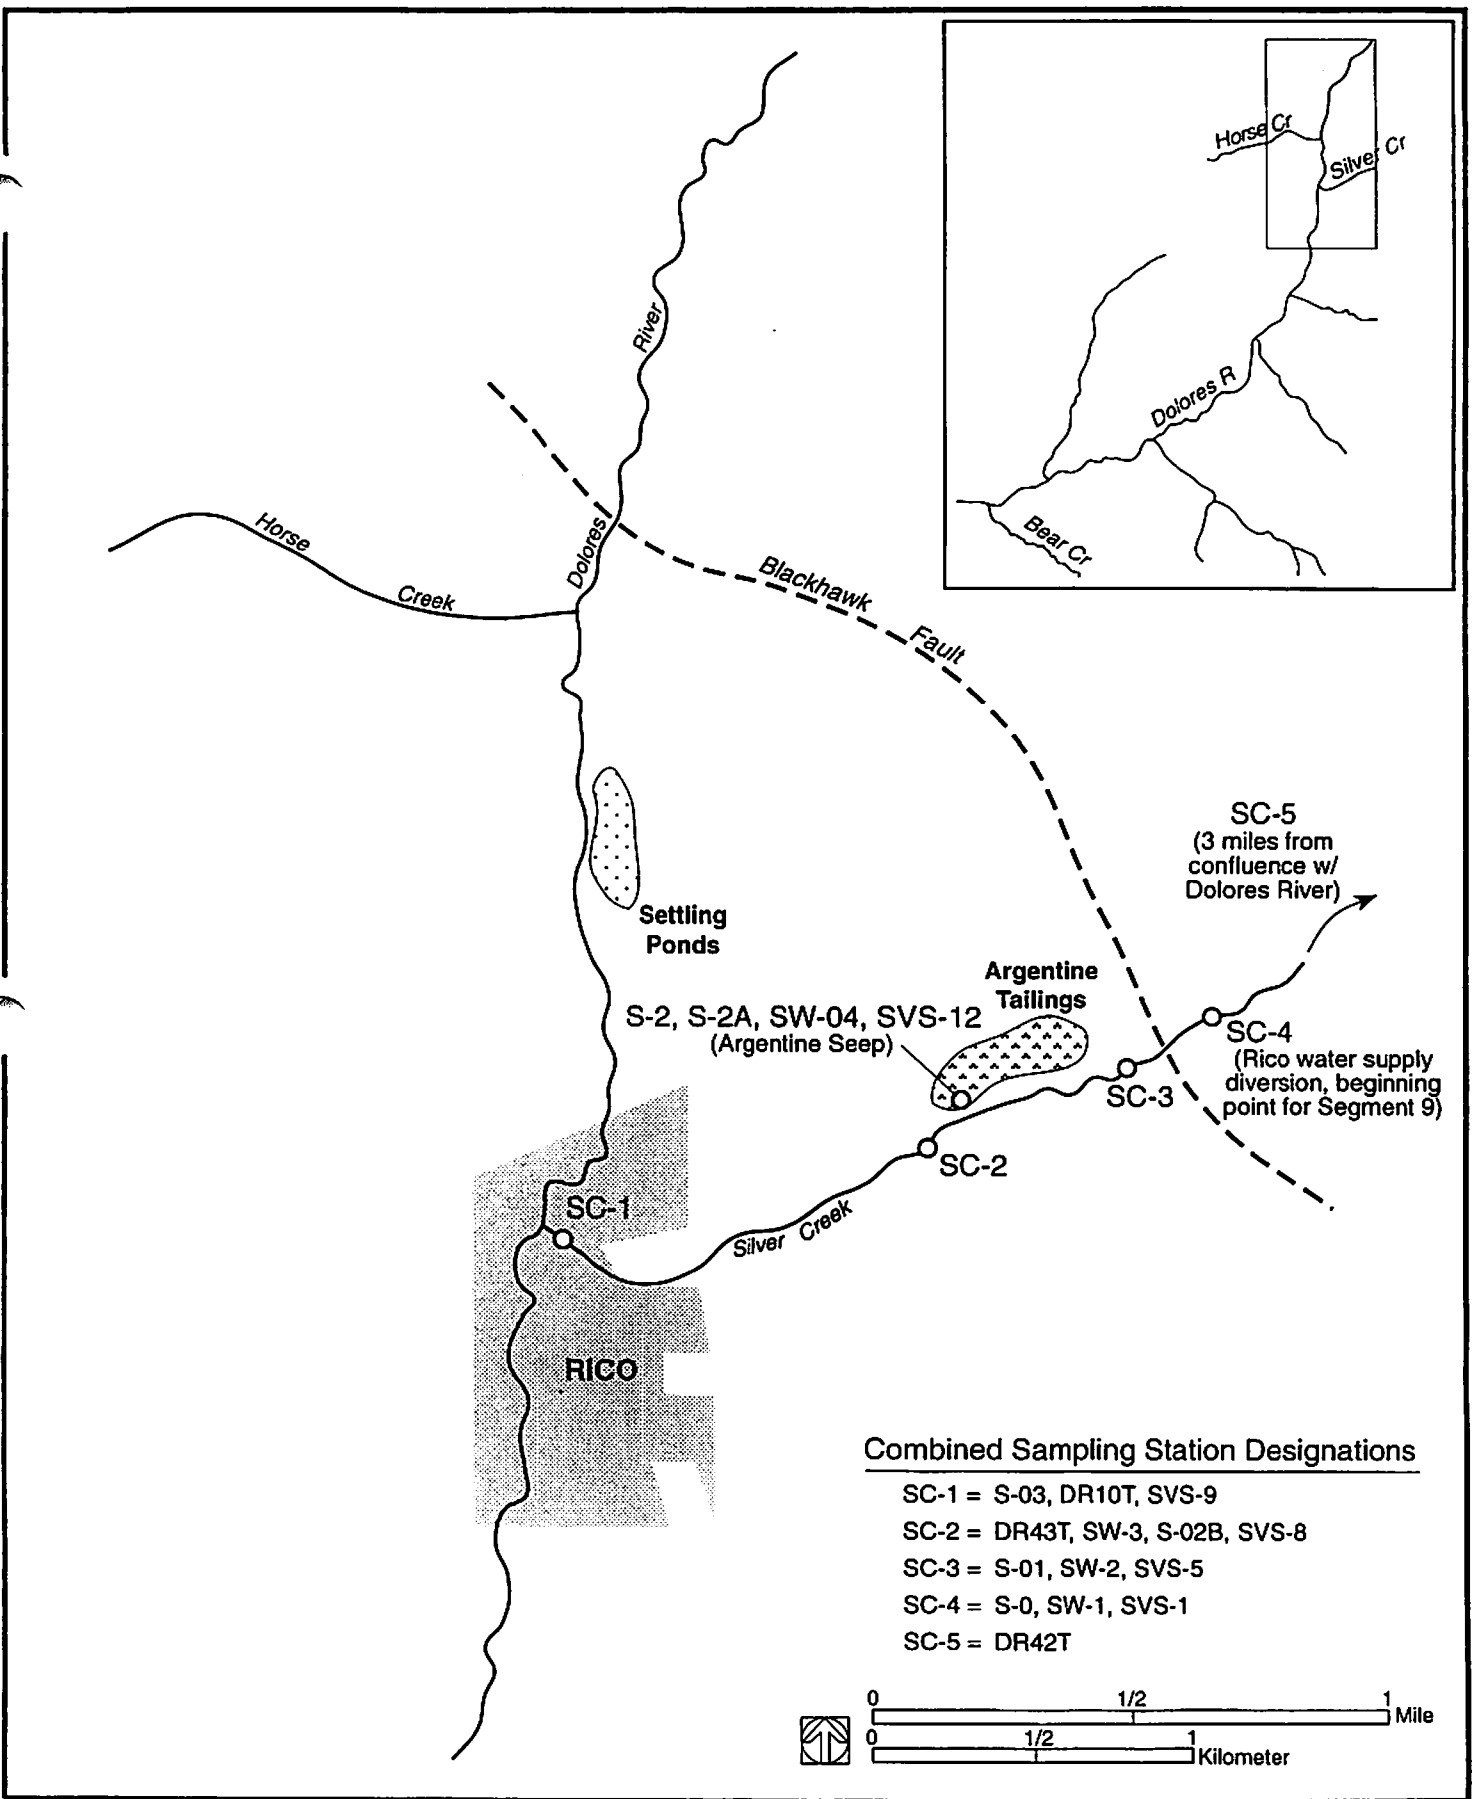 Horse Cr
Silver Cr
Dolores R
Bear Cr
River
Dolores
Horse
Creek
Blackhawk
Fault
SC-5
(3 miles from
confluence w/
Dolores River)
Settling
Ponds
Argentine
Tailings
S-2, S-2A, SW-04, SVS-12
(Argentine Seep)
SC-4
(Rico water supply
diversion, beginning
point for Segment 9)
SC-3
SC-2
SC-1
Silver Creek
RICO
Combined Sampling Station Designations
SC-1 = S-03, DR10T, SVS-9
SC-2 = DR43T, SW-3, S-02B, SVS-8
SC-3 = S-01, SW-2, SVS-5
SC-4 = S-0, SW-1, SVS-1
SC-5 = DR42T
0 1/2 1
Mile
0 1/2 1
Kilometer